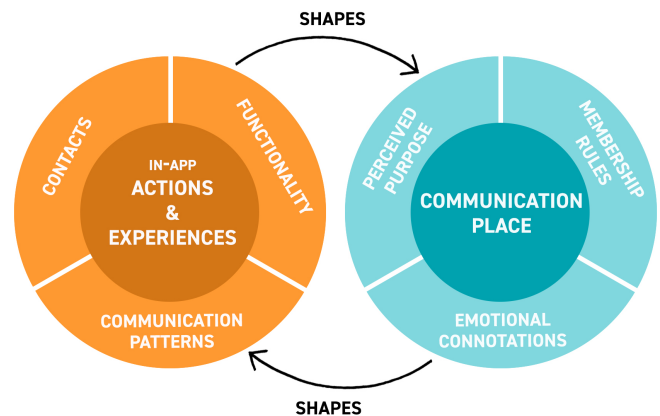 SHAPES
CONTACTS
FUNCTIONALITY
IN-APP
ACTIONS
&
EXPERIENCES
COMMUNICATION
PATTERNS
PERCEIVED
PURPOSE
MEMBERSHIP
RULES
COMMUNICATION
PLACE
EMOTIONAL
CONNOTATIONS
SHAPES